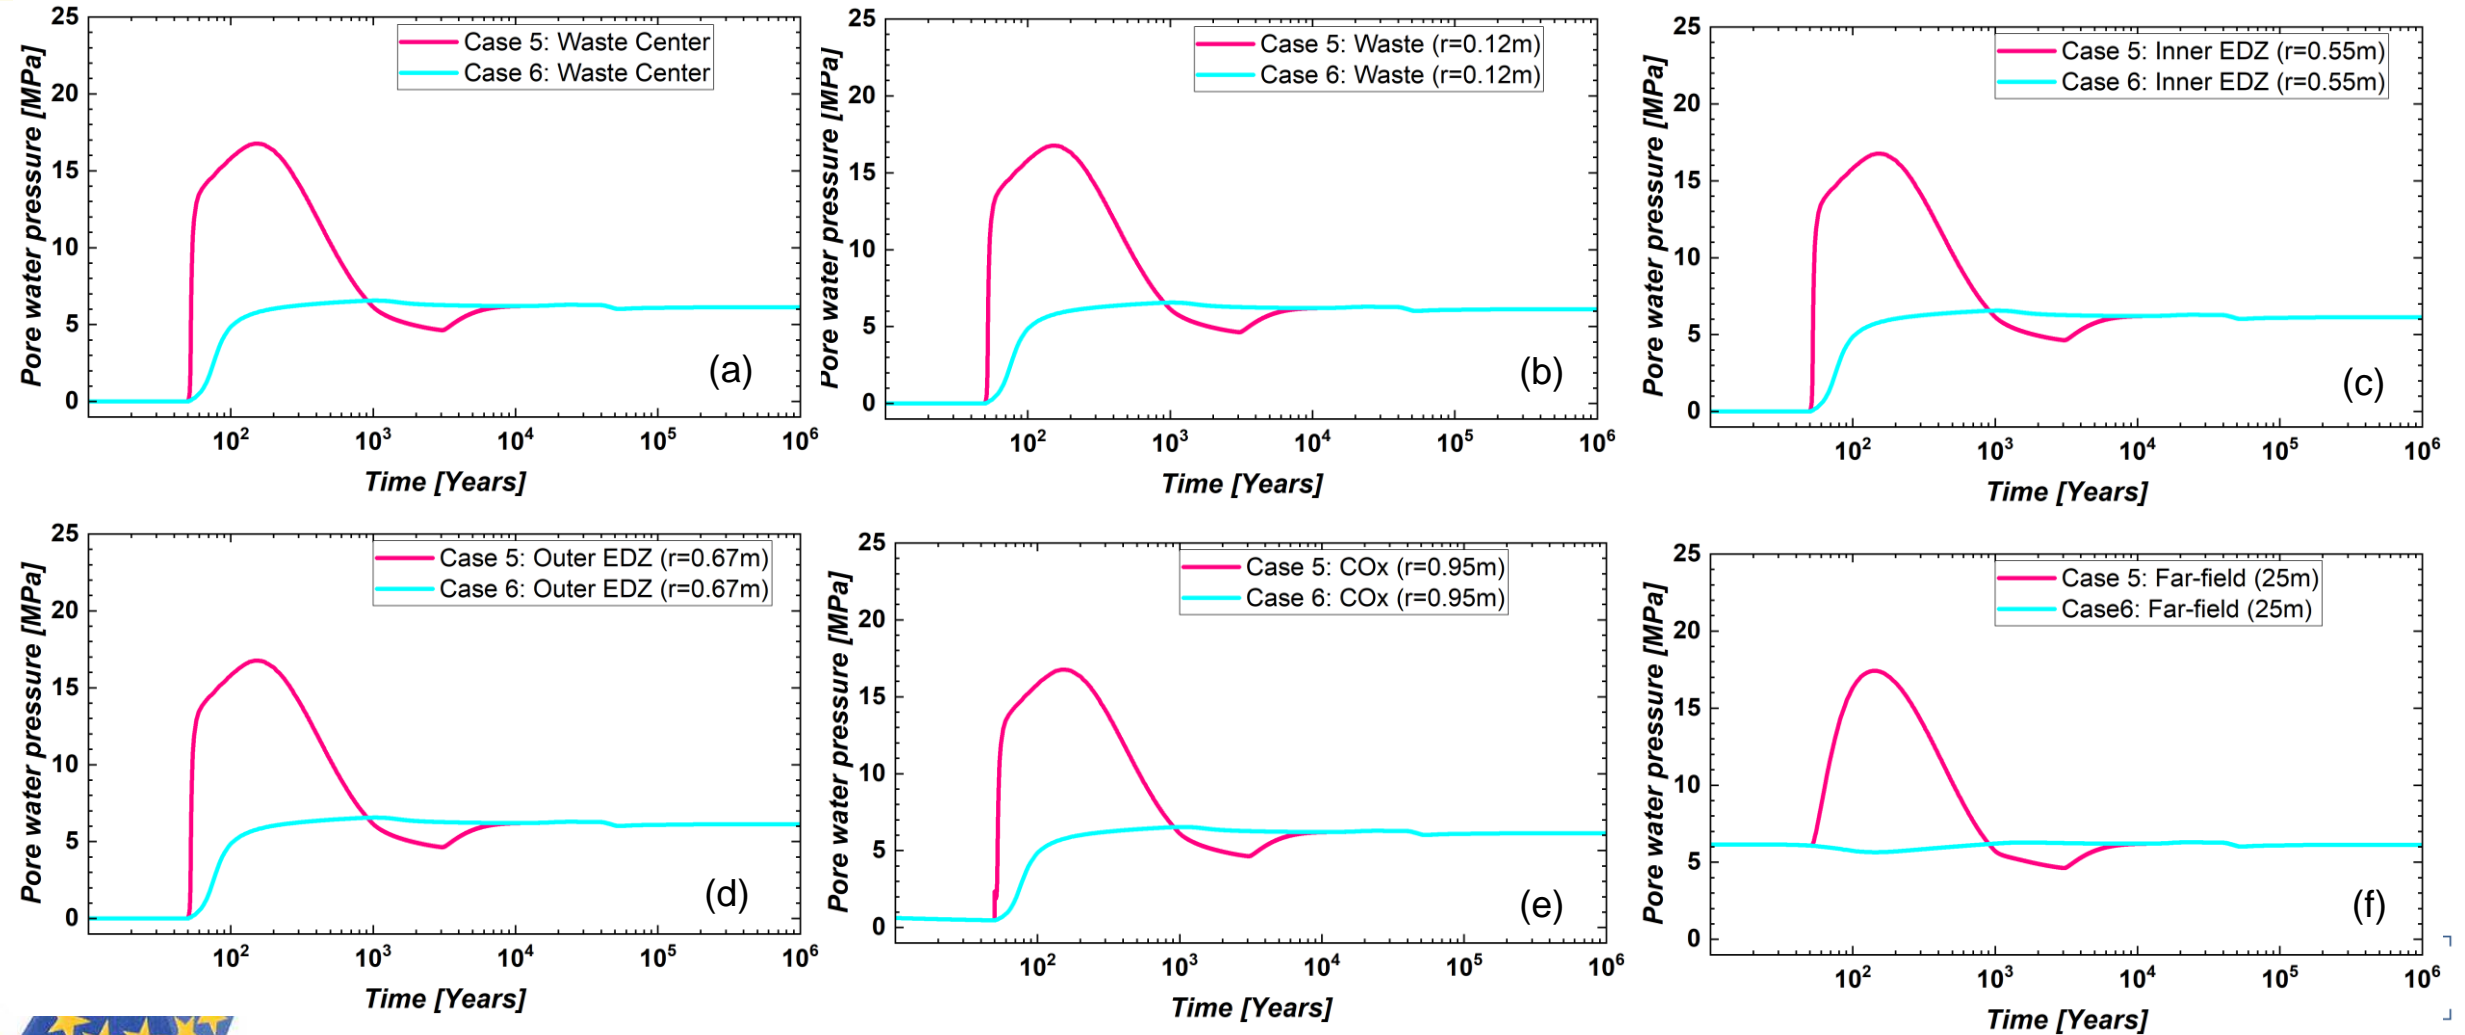 Pore water pressure [MPa]
25
20
15
10
5
0
Case 5: Waste Center
Case 6: Waste Center
(a)
10² 10³ 10⁴ 10⁵ 10⁶
Time [Years]
Pore water pressure [MPa]
25
20
15
10
5
0
Case 5: Waste (r=0.12m)
Case 6: Waste (r=0.12m)
(b)
10² 10³ 10⁴ 10⁵ 10⁶
Time [Years]
Pore water pressure [MPa]
25
20
15
10
5
0
Case 5: Inner EDZ (r=0.55m)
Case 6: Inner EDZ (r=0.55m)
(c)
10² 10³ 10⁴ 10⁵ 10⁶
Time [Years]
Pore water pressure [MPa]
25
20
15
10
5
0
Case 5: Outer EDZ (r=0.67m)
Case 6: Outer EDZ (r=0.67m)
(d)
10² 10³ 10⁴ 10⁵ 10⁶
Time [Years]
Pore water pressure [MPa]
25
20
15
10
5
0
Case 5: COx (r=0.95m)
Case 6: COx (r=0.95m)
(e)
10² 10³ 10⁴ 10⁵ 10⁶
Time [Years]
Pore water pressure [MPa]
25
20
15
10
5
0
Case 5: Far-field (25m)
Case6: Far-field (25m)
(f)
10² 10³ 10⁴ 10⁵ 10⁶
Time [Years]